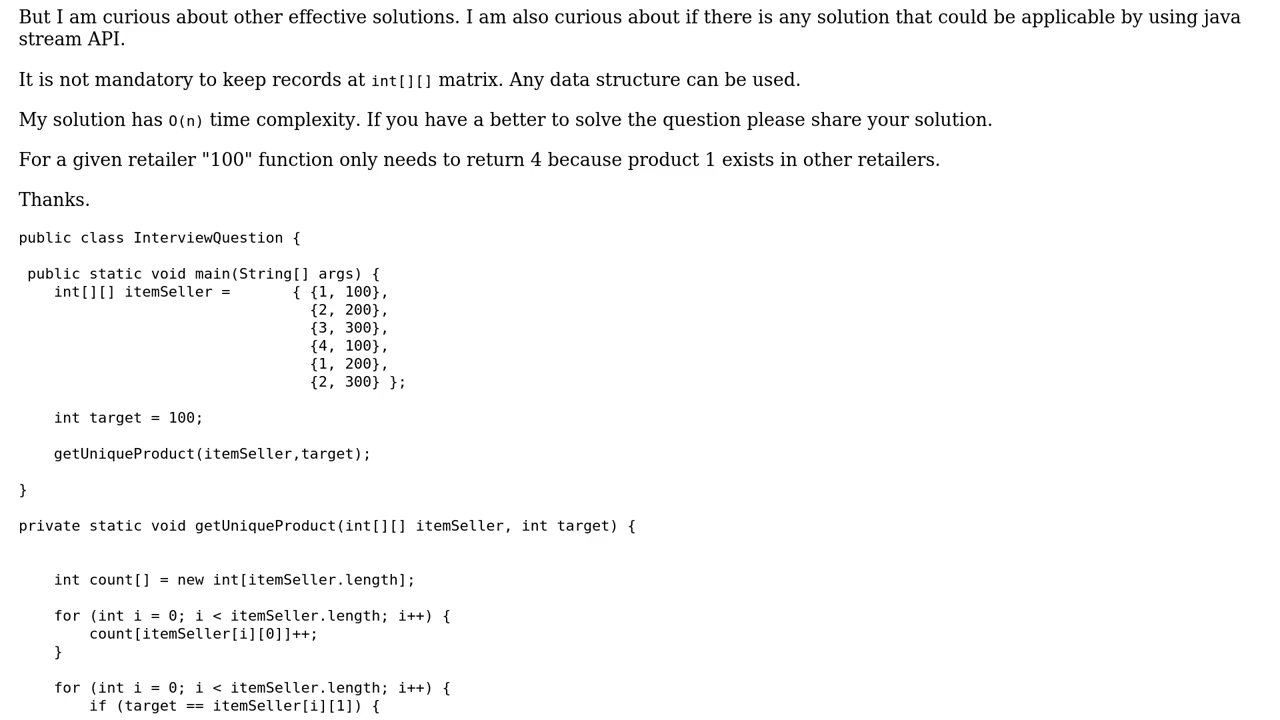 But I am curious about other effective solutions. I am also curious about if there is any solution that could be applicable by using java
stream API.
It is not mandatory to keep records at int[][] matrix. Any data structure can be used.
My solution has O(n) time complexity. If you have a better to solve the question please share your solution.
For a given retailer "100" function only needs to return 4 because product 1 exists in other retailers.
Thanks.
public class InterviewQuestion {
public static void main(String[] args) {
int[][] itemSeller =       { {1, 100},
{2, 200},
{3, 300},
{4, 100},
{1, 200},
{2, 300} };
int target = 100;
getUniqueProduct(itemSeller,target);
}
private static void getUniqueProduct(int[][] itemSeller, int target) {
int count[] = new int[itemSeller.length];
for (int i = 0; i < itemSeller.length; i++) {
count[itemSeller[i][0]]++;
}
for (int i = 0; i < itemSeller.length; i++) {
if (target == itemSeller[i][1]) {